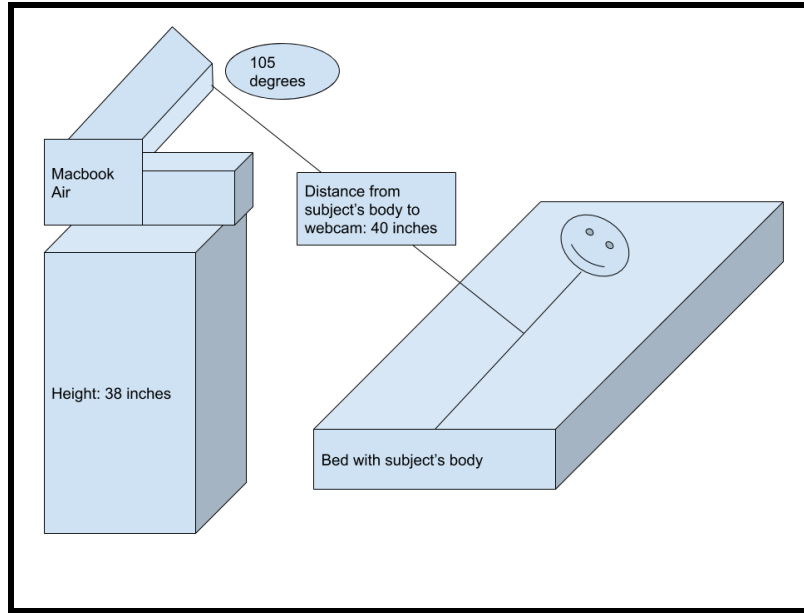 105
degrees
Macbook
Air
Distance from
subject's body to
webcam: 40 inches
Height: 38 inches
Bed with subject's body